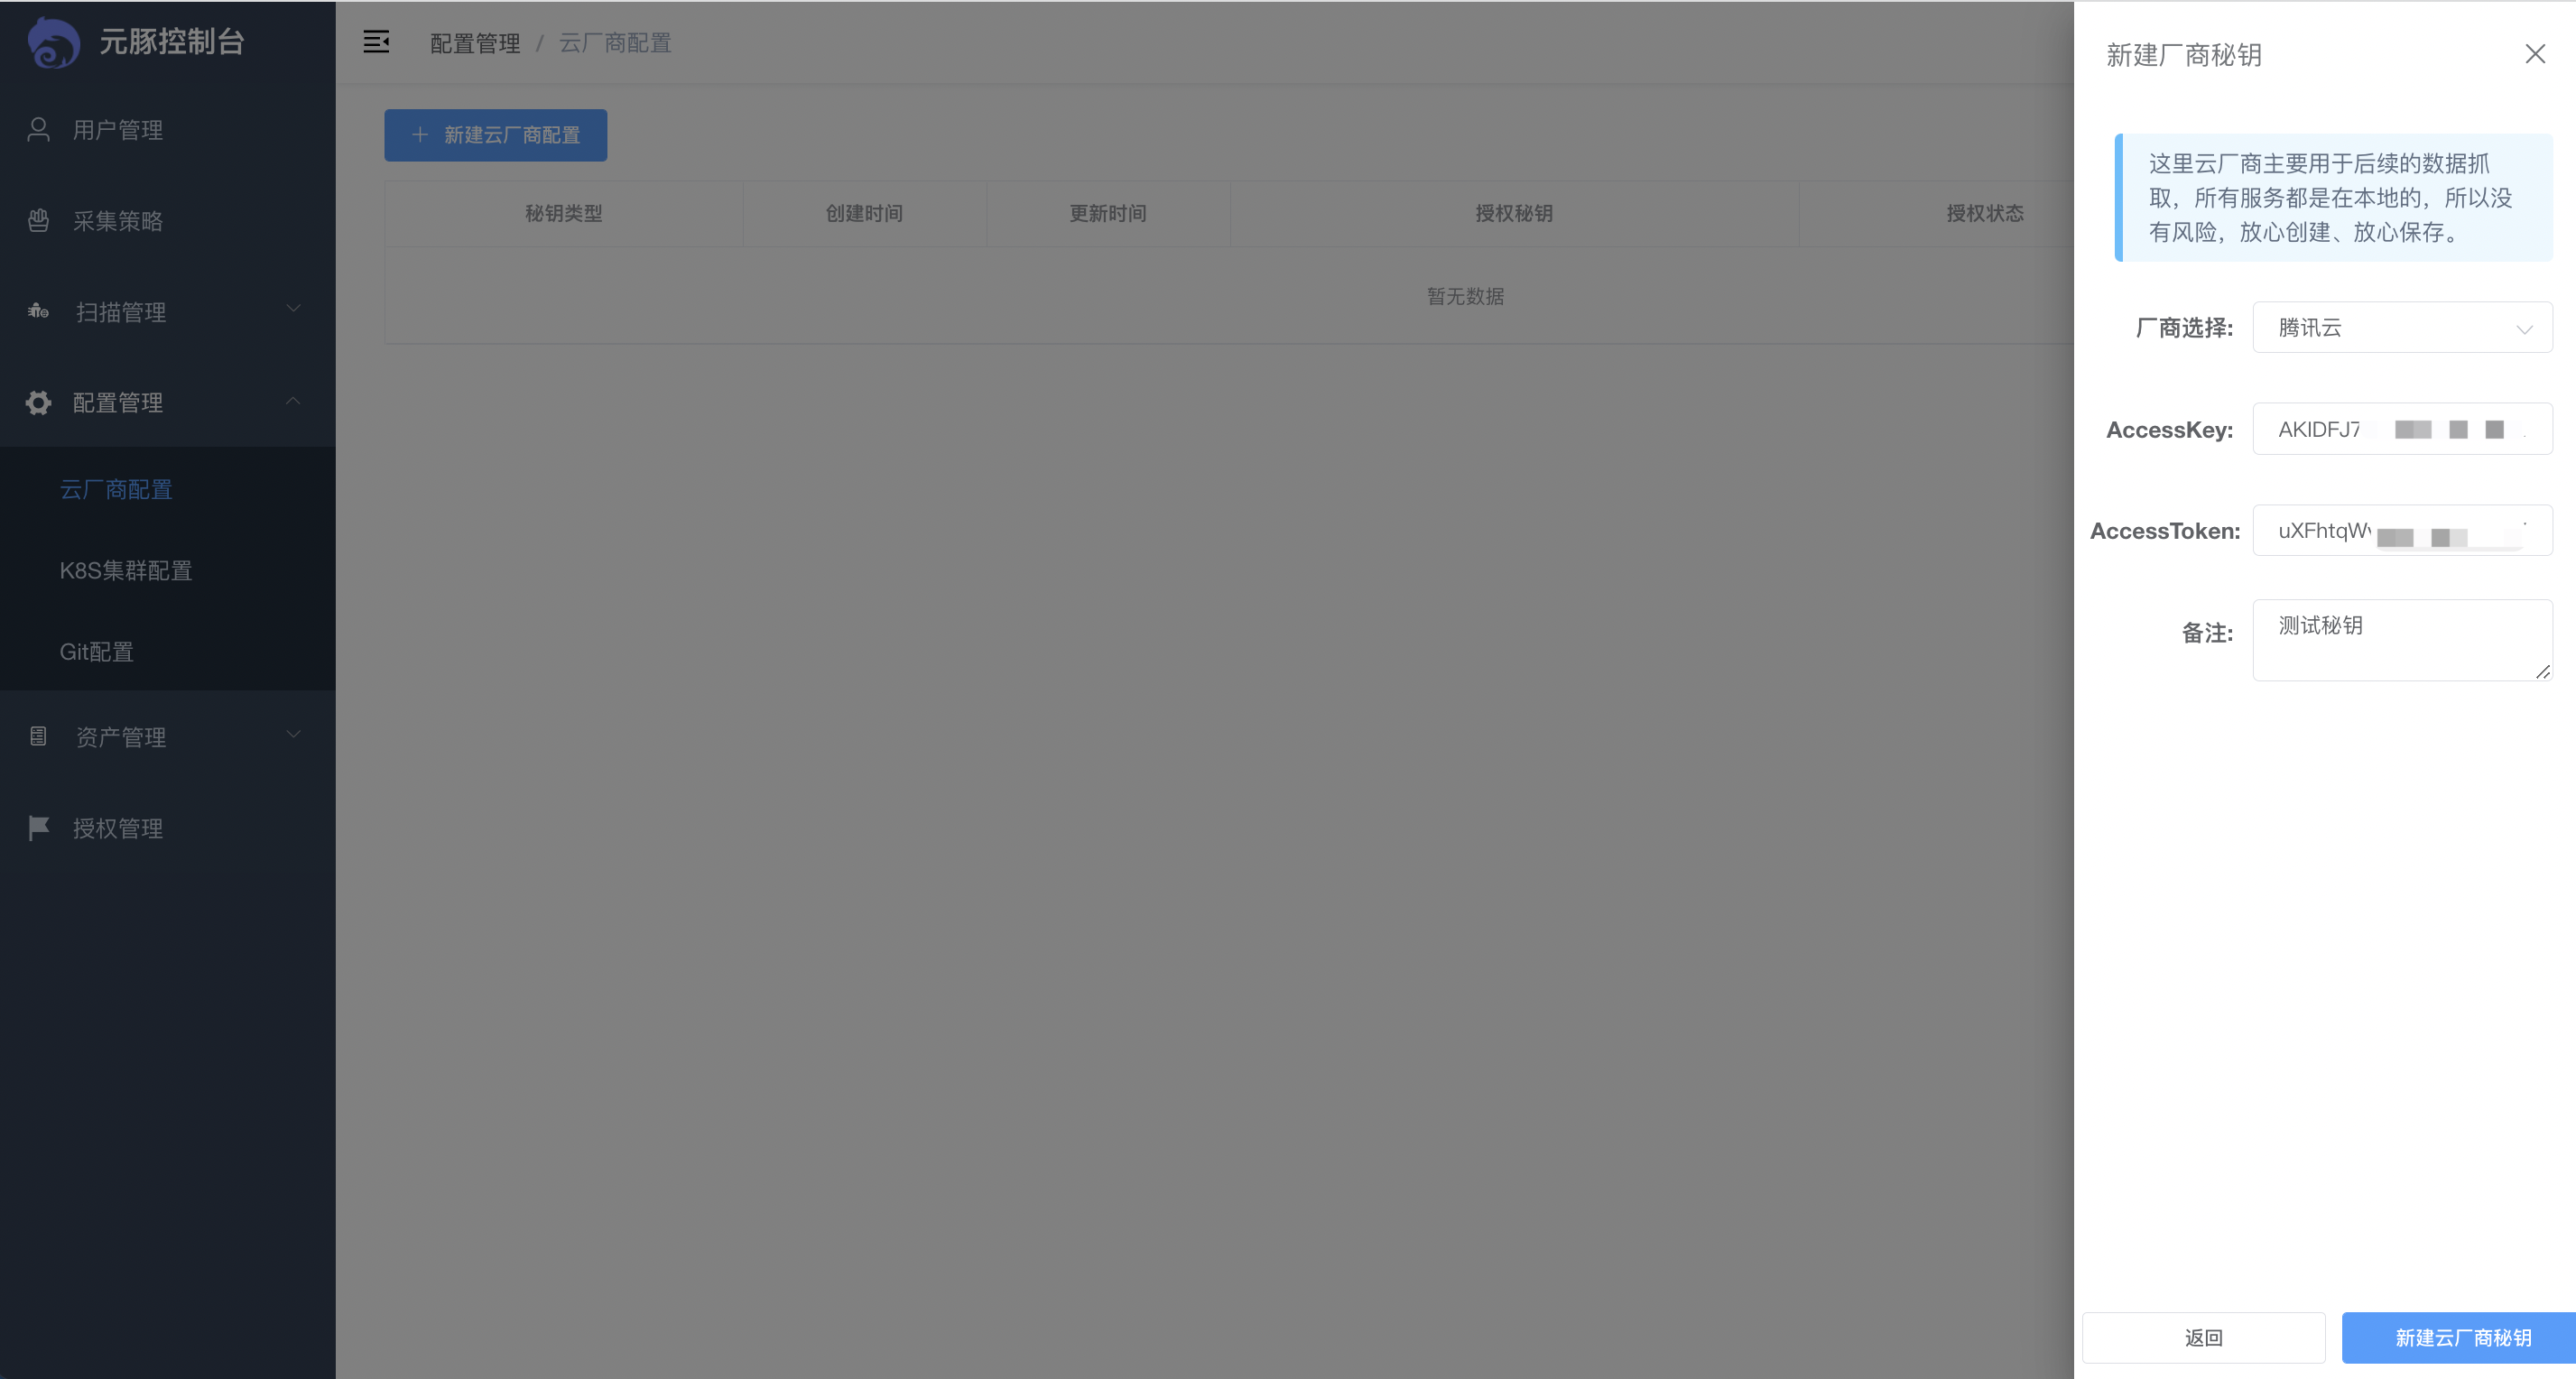 元豚控制台
用户管理
采集策略
扫描管理
配置管理
云厂商配置
K8S集群配置
Git配置
资产管理
授权管理
配置管理 / 云厂商配置
新建云厂商配置
秘钥类型 创建时间 更新时间 授权秘钥 授权状态
暂无数据
新建厂商秘钥
这里云厂商主要用于后续的数据抓
取，所有服务都是在本地的，所以没
有风险，放心创建、放心保存。
厂商选择: 腾讯云
AccessKey: AKIDFJ7
AccessToken: uXFhtqW
备注: 测试秘钥
返回 新建云厂商秘钥